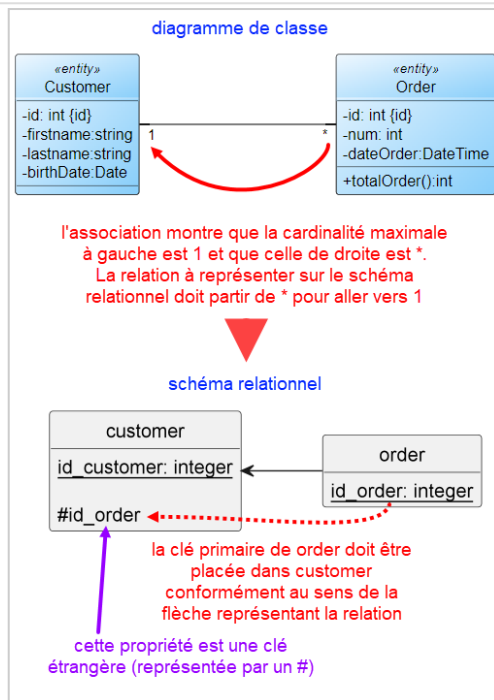 diagramme de classe
«entity»
Customer
-id: int {id}
-firstname:string
-lastname:string
-birthDate:Date
1
*
«entity»
Order
-id: int {id}
-num: int
-dateOrder:DateTime
+totalOrder():int
l'association montre que la cardinalité maximale
à gauche est 1 et que celle de droite est *.
La relation à représenter sur le schéma
relationnel doit partir de * pour aller vers 1
schéma relationnel
customer
id_customer: integer
#id_order
order
id_order: integer
la clé primaire de order doit être
placée dans customer
conformément au sens de la
flèche représentant la relation
cette propriété est une clé
étrangère (représentée par un #)